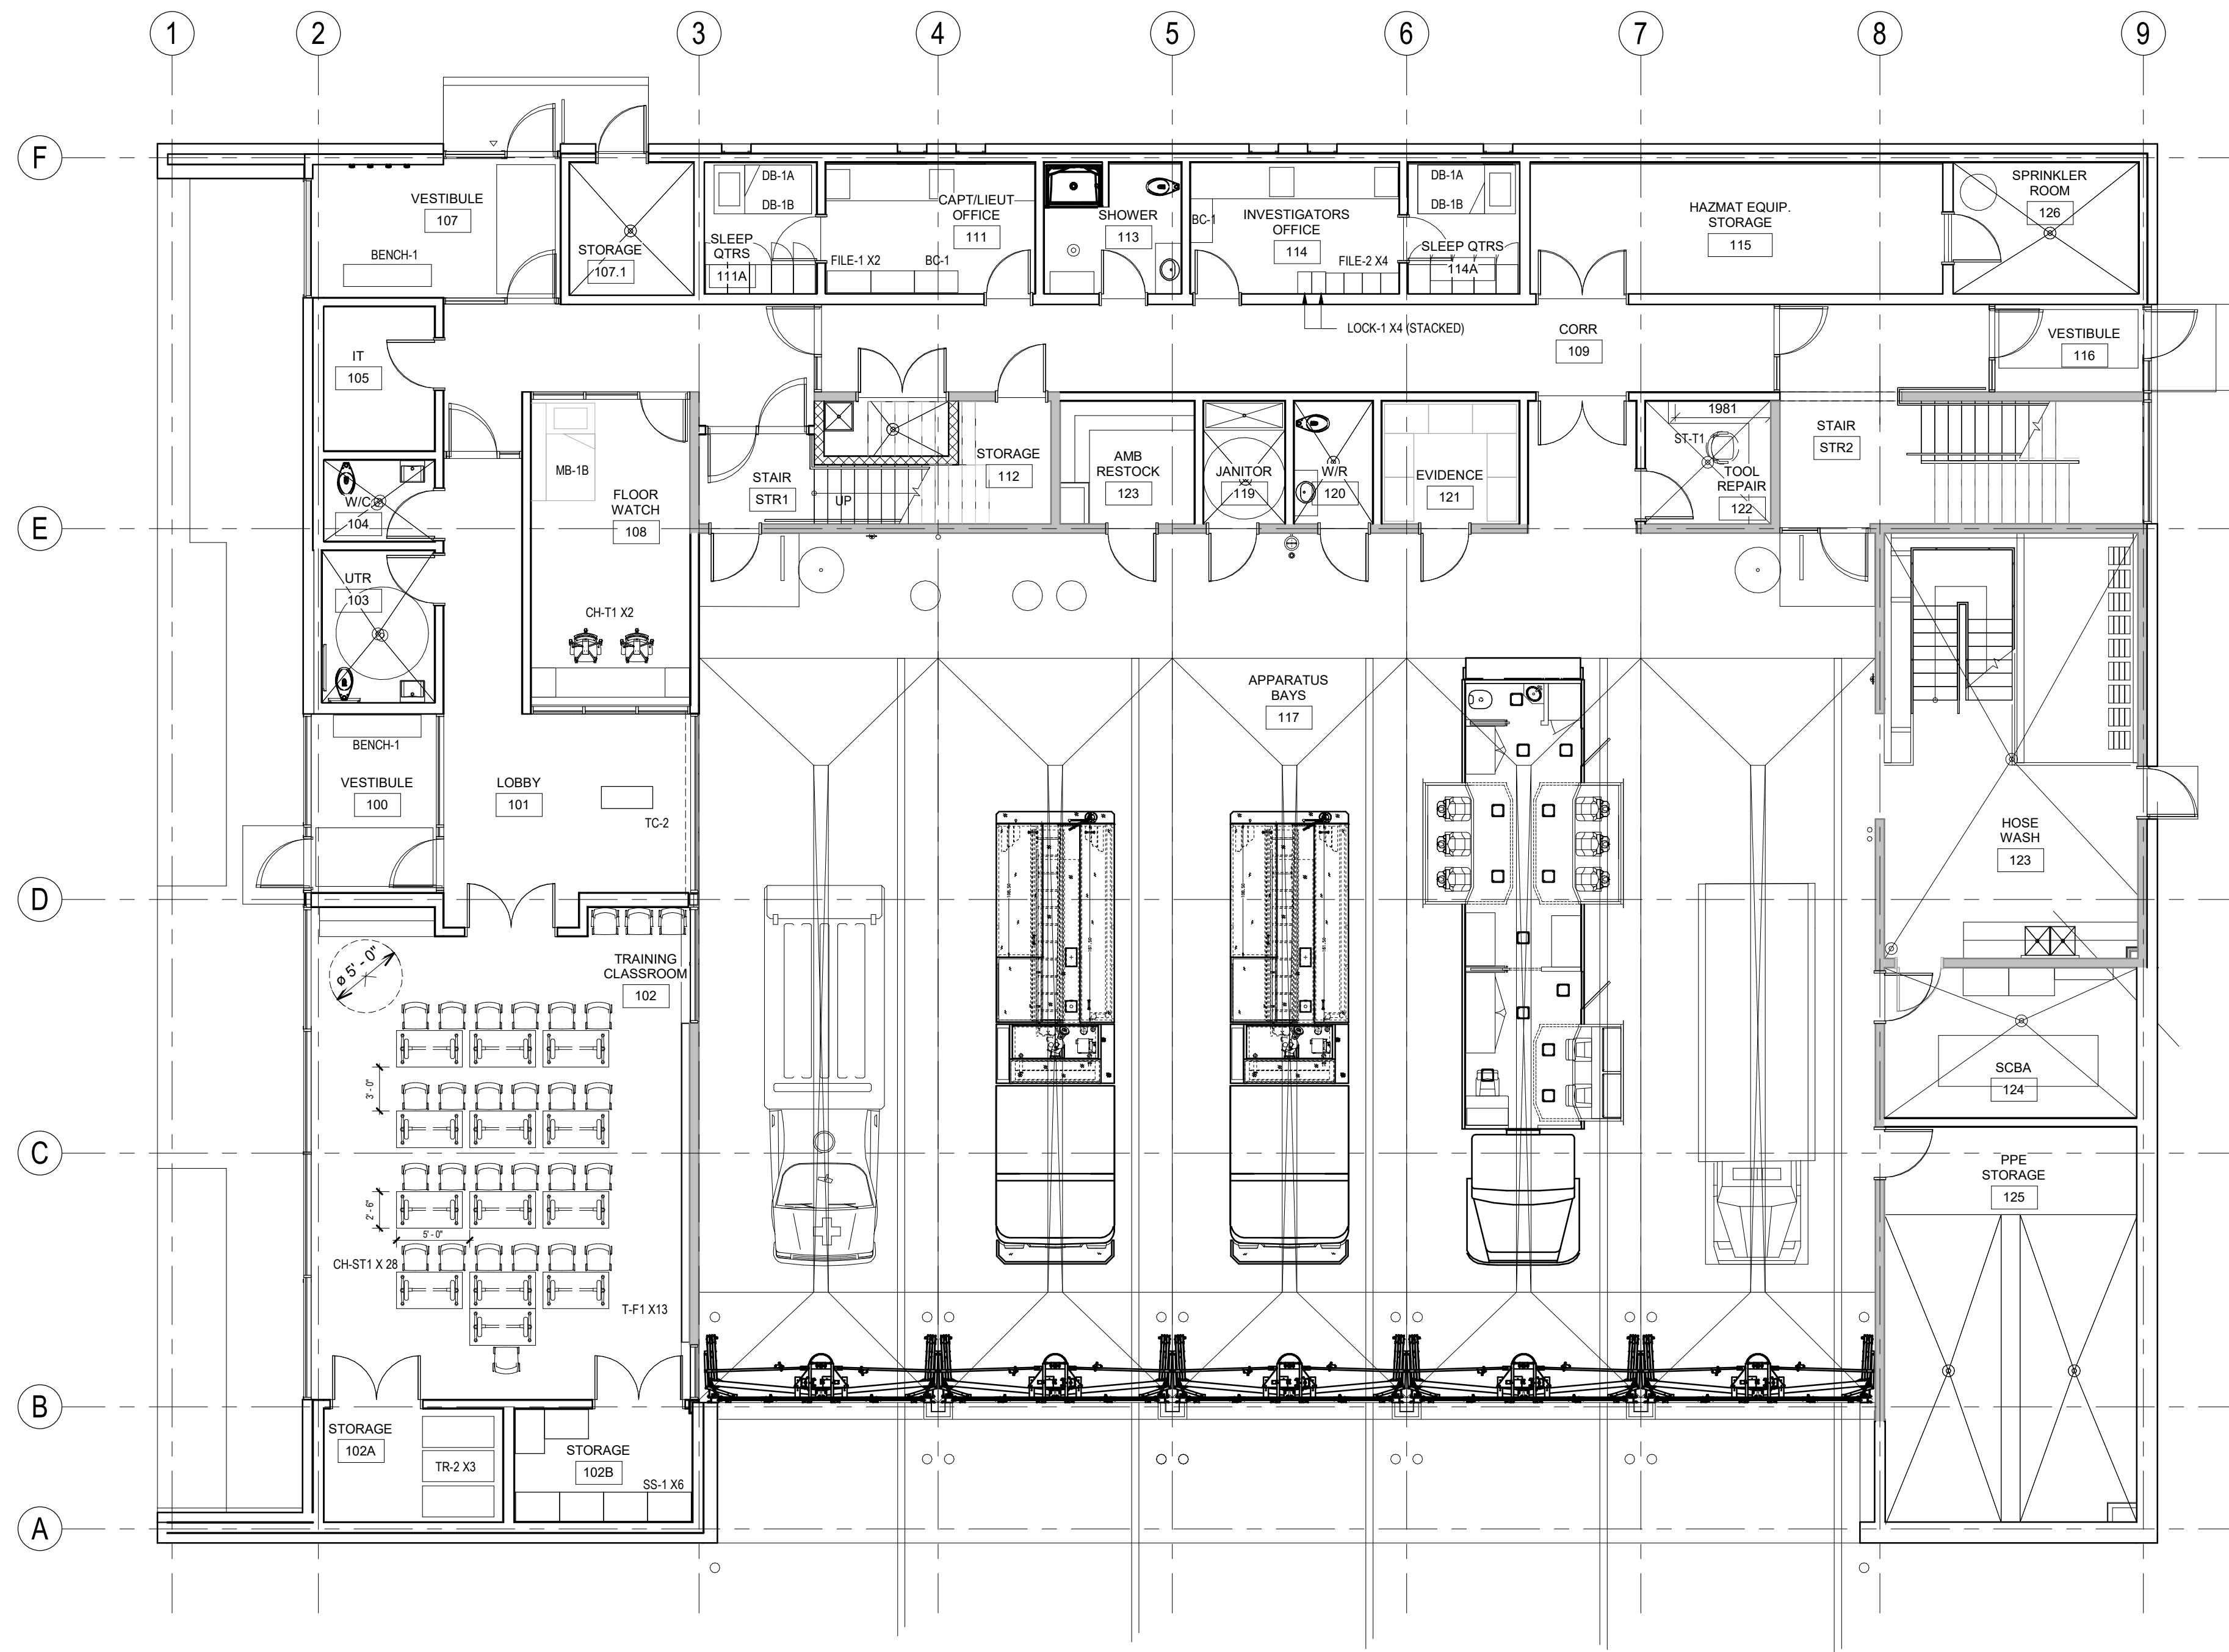 1
2
3
4
5
6
7
8
9
F
E
D
C
B
A
VESTIBULE
107
BENCH-1
STORAGE
107.1
DB-1A
DB-1B
SLEEP
QTRS
111A
CAPT/LIEUT
OFFICE
111
FILE-1 X2
BC-1
SHOWER
113
BC-1
INVESTIGATORS
OFFICE
114
FILE-2 X4
DB-1A
DB-1B
SLEEP QTRS
114A
HAZMAT EQUIP.
STORAGE
115
SPRINKLER
ROOM
126
LOCK-1 X4 (STACKED)
CORR
109
VESTIBULE
116
IT
105
MB-1B
FLOOR
WATCH
108
CH-T1 X2
W/C
104
UTR
103
STAIR
STR1
UP
STORAGE
112
AMB
RESTOCK
123
JANITOR
119
W/R
120
EVIDENCE
121
1981
ST-T1
TOOL
REPAIR
122
STAIR
STR2
BENCH-1
VESTIBULE
100
LOBBY
101
TC-2
APPARATUS
BAYS
117
HOSE
WASH
123
ø 5' - 0"
TRAINING
CLASSROOM
102
3' - 0"
2' - 6"
5' - 0"
CH-ST1 X 28
T-F1 X13
SCBA
124
PPE
STORAGE
125
STORAGE
102A
TR-2 X3
STORAGE
102B
SS-1 X6